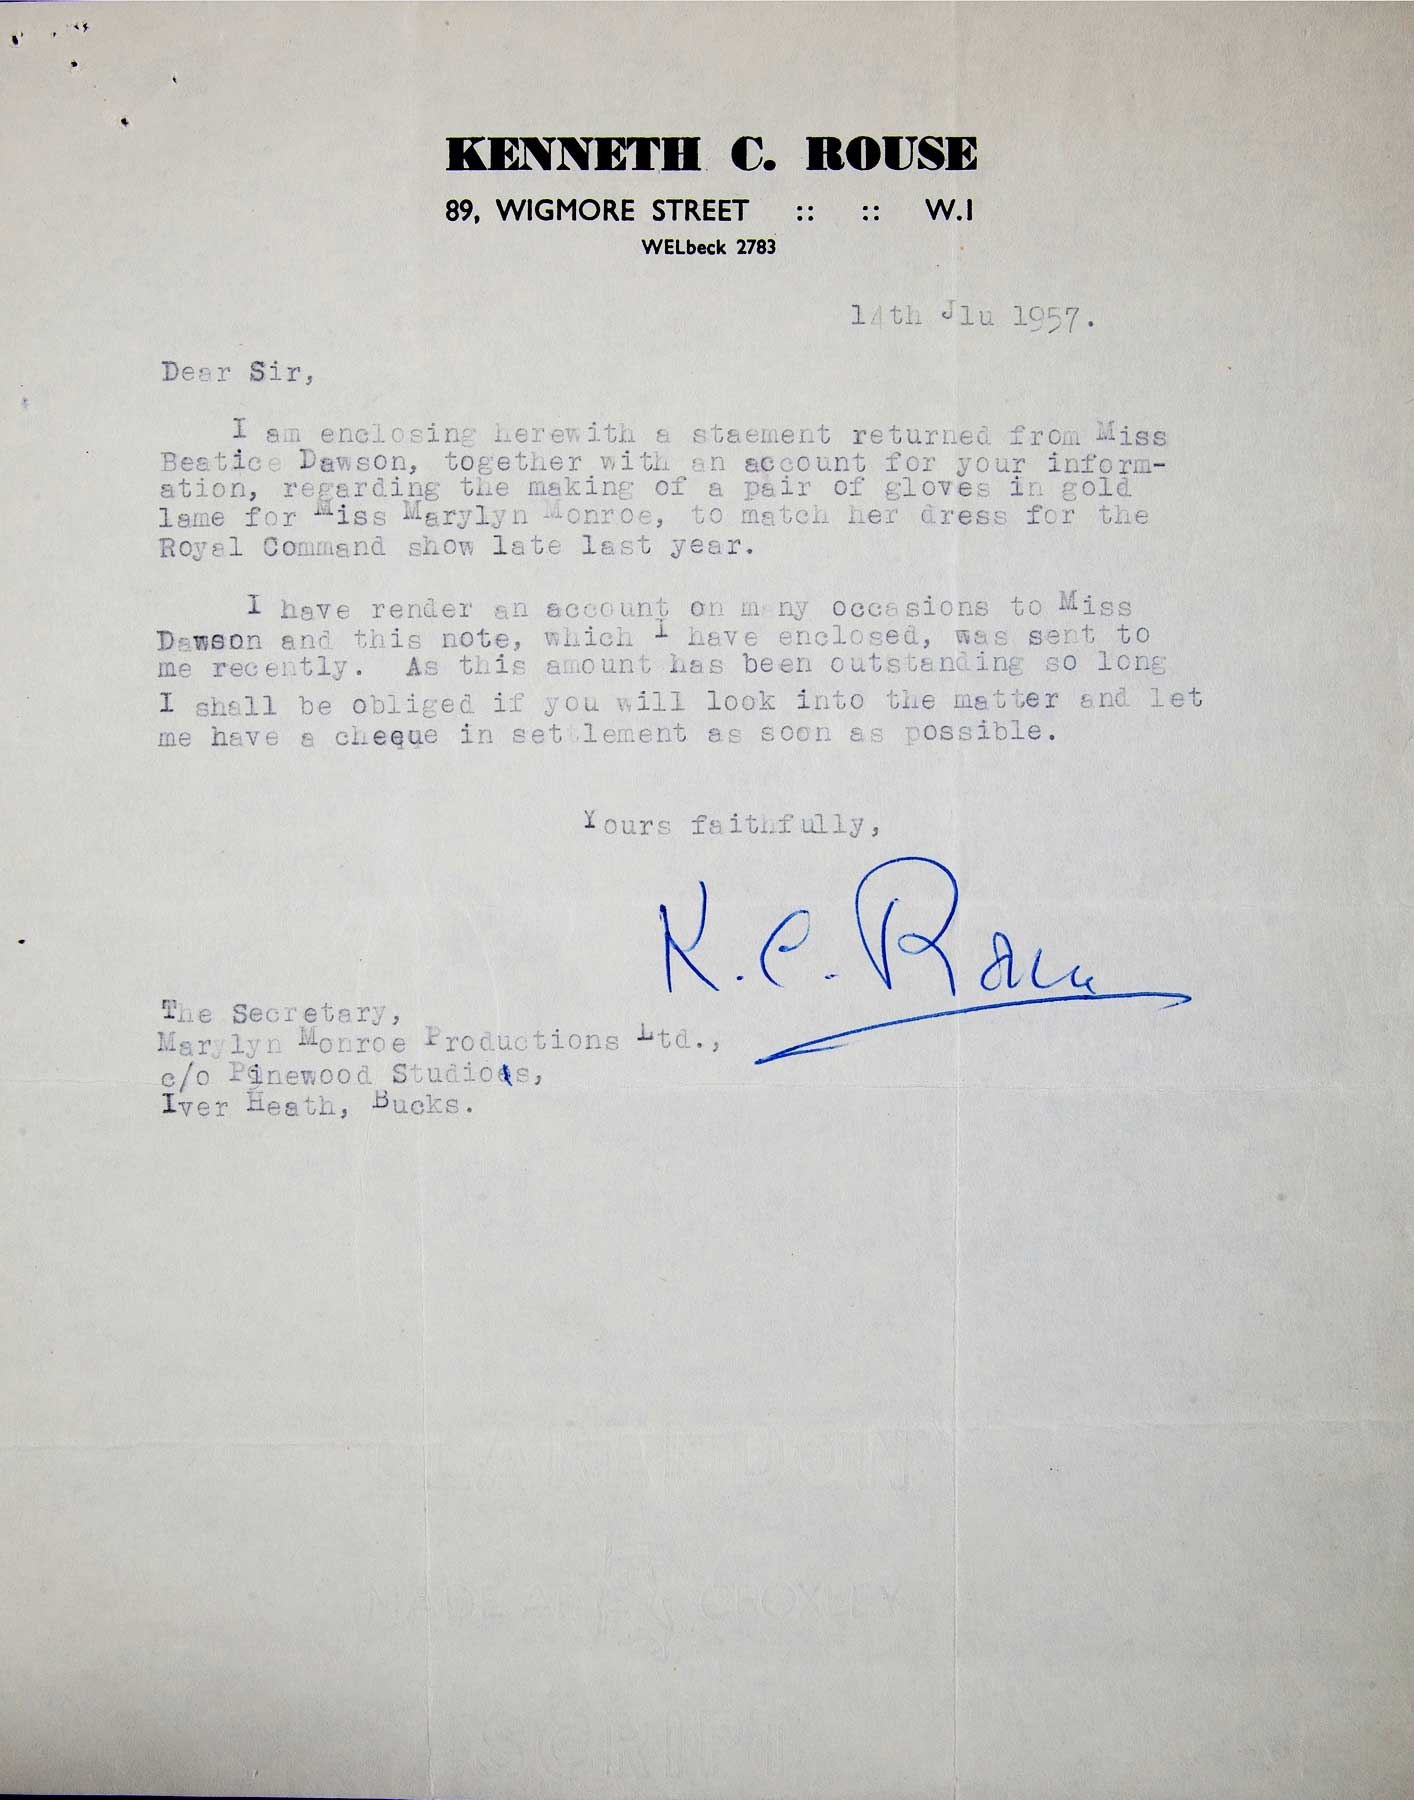 KENNETH C. ROUSE
89, WIGMORE STREET :: :: W.1
WELbeck 2783
14th Jlu 1957.
Dear Sir,
I am enclosing herewith a staement returned from Miss
Beatice Dawson, together with an account for your inform-
ation, regarding the making of a pair of gloves in gold
lame for Miss Marylyn Monroe, to match her dress for the
Royal Command show late last year.
I have render an account on many occasions to Miss
Dawson and this note, which I have enclosed, was sent to
me recently. As this amount has been outstanding so long
I shall be obliged if you will look into the matter and let
me have a cheque in settlement as soon as possible.
Yours faithfully,
K. C. Rouse
The Secretary,
Marylyn Monroe Productions Ltd.,
c/o Pinewood Studios,
Iver Heath, Bucks.
MADE AT CROXLEY
SCRIPT